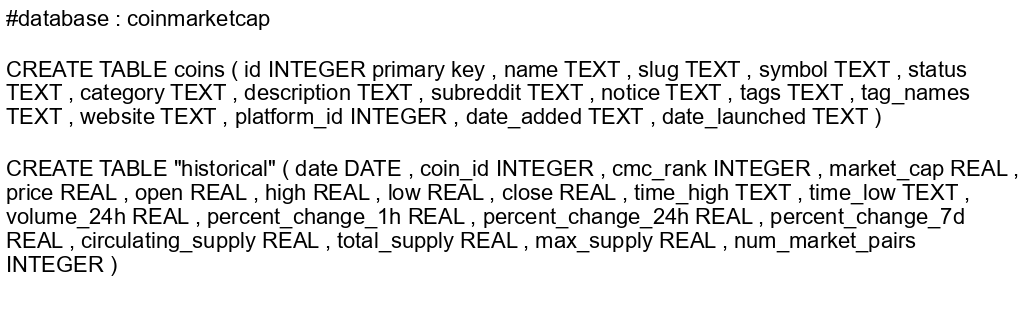 #database : coinmarketcap
CREATE TABLE coins ( id INTEGER primary key , name TEXT , slug TEXT , symbol TEXT , status
TEXT , category TEXT , description TEXT , subreddit TEXT , notice TEXT , tags TEXT , tag_names
TEXT , website TEXT , platform_id INTEGER , date_added TEXT , date_launched TEXT )
CREATE TABLE "historical" ( date DATE , coin_id INTEGER , cmc_rank INTEGER , market_cap REAL ,
price REAL , open REAL , high REAL , low REAL , close REAL , time_high TEXT , time_low TEXT ,
volume_24h REAL , percent_change_1h REAL , percent_change_24h REAL , percent_change_7d
REAL , circulating_supply REAL , total_supply REAL , max_supply REAL , num_market_pairs
INTEGER )